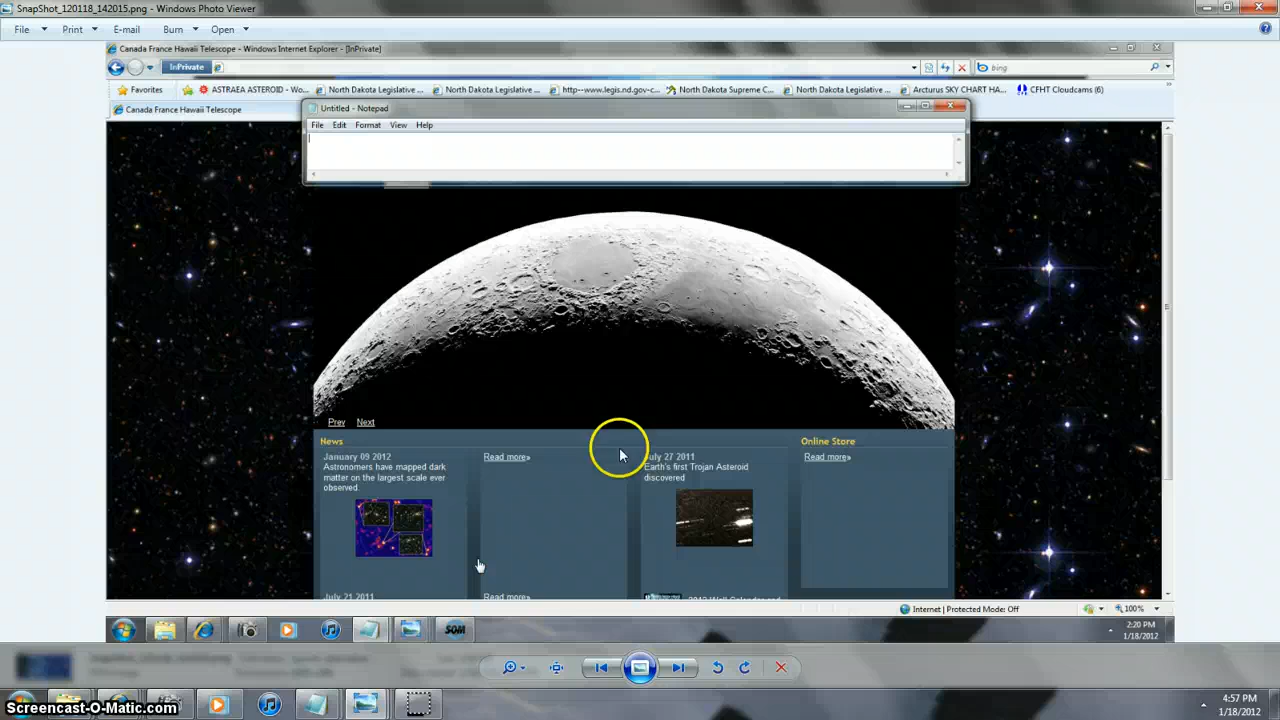 SnapShot_120118_142015.png - Windows Photo Viewer
File Print E-mail Burn Open
Canada France Hawaii Telescope - Windows Internet Explorer - [InPrivate]
InPrivate bing
Favorites ASTRAEA ASTEROID - Wo... North Dakota Legislative ... North Dakota Legislative... http--www.legis.nd.gov-c... North Dakota Supreme C... North Dakota Legislative... Arcturus SKY CHART HA... CFHT Cloudcams (6)
Canada France Hawaii Telescope
Untitled - Notepad
File Edit Format View Help
Prev Next
News
January 09 2012
Astronomers have mapped dark
matter on the largest scale ever
observed.
Read more»
July 27 2011
Earth's first Trojan Asteroid
discovered
Online Store
Read more»
July 21 2011
Read more»
2012 Wall Calendar and
Internet | Protected Mode: Off 100%
SOM
2:20 PM
1/18/2012
Screencast-O-Matic.com
4:57 PM
1/18/2012